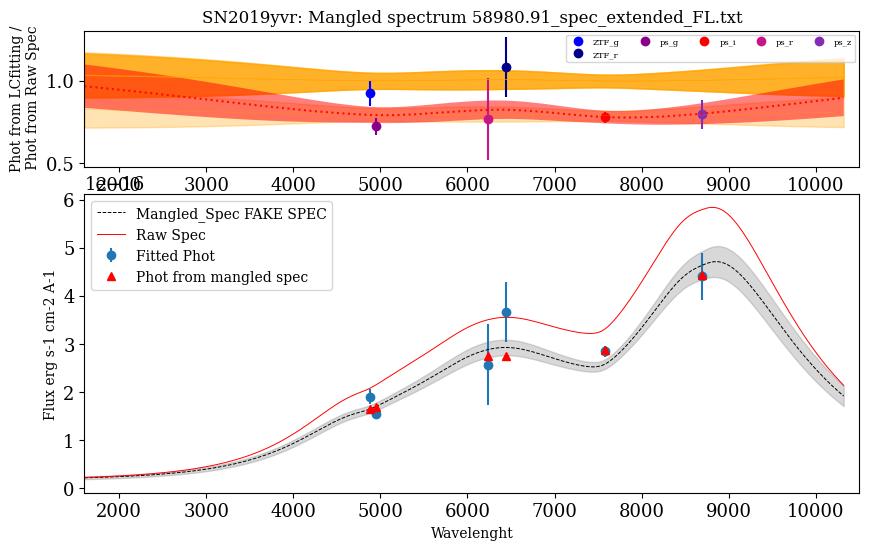 SN2019yvr: Mangled spectrum 58980.91_spec_extended_FL.txt
Phot from LCfitting /
Phot from Raw Spec
1.0
0.5
ZTF_g ps_g ps_i ps_r ps_z
ZTF_r
2000 3000 4000 5000 6000 7000 8000 9000 10000
1e−16
6
5
4
3
2
1
0
Flux erg s-1 cm-2 A-1
Mangled_Spec FAKE SPEC
Raw Spec
Fitted Phot
Phot from mangled spec
2000 3000 4000 5000 6000 7000 8000 9000 10000
Wavelenght